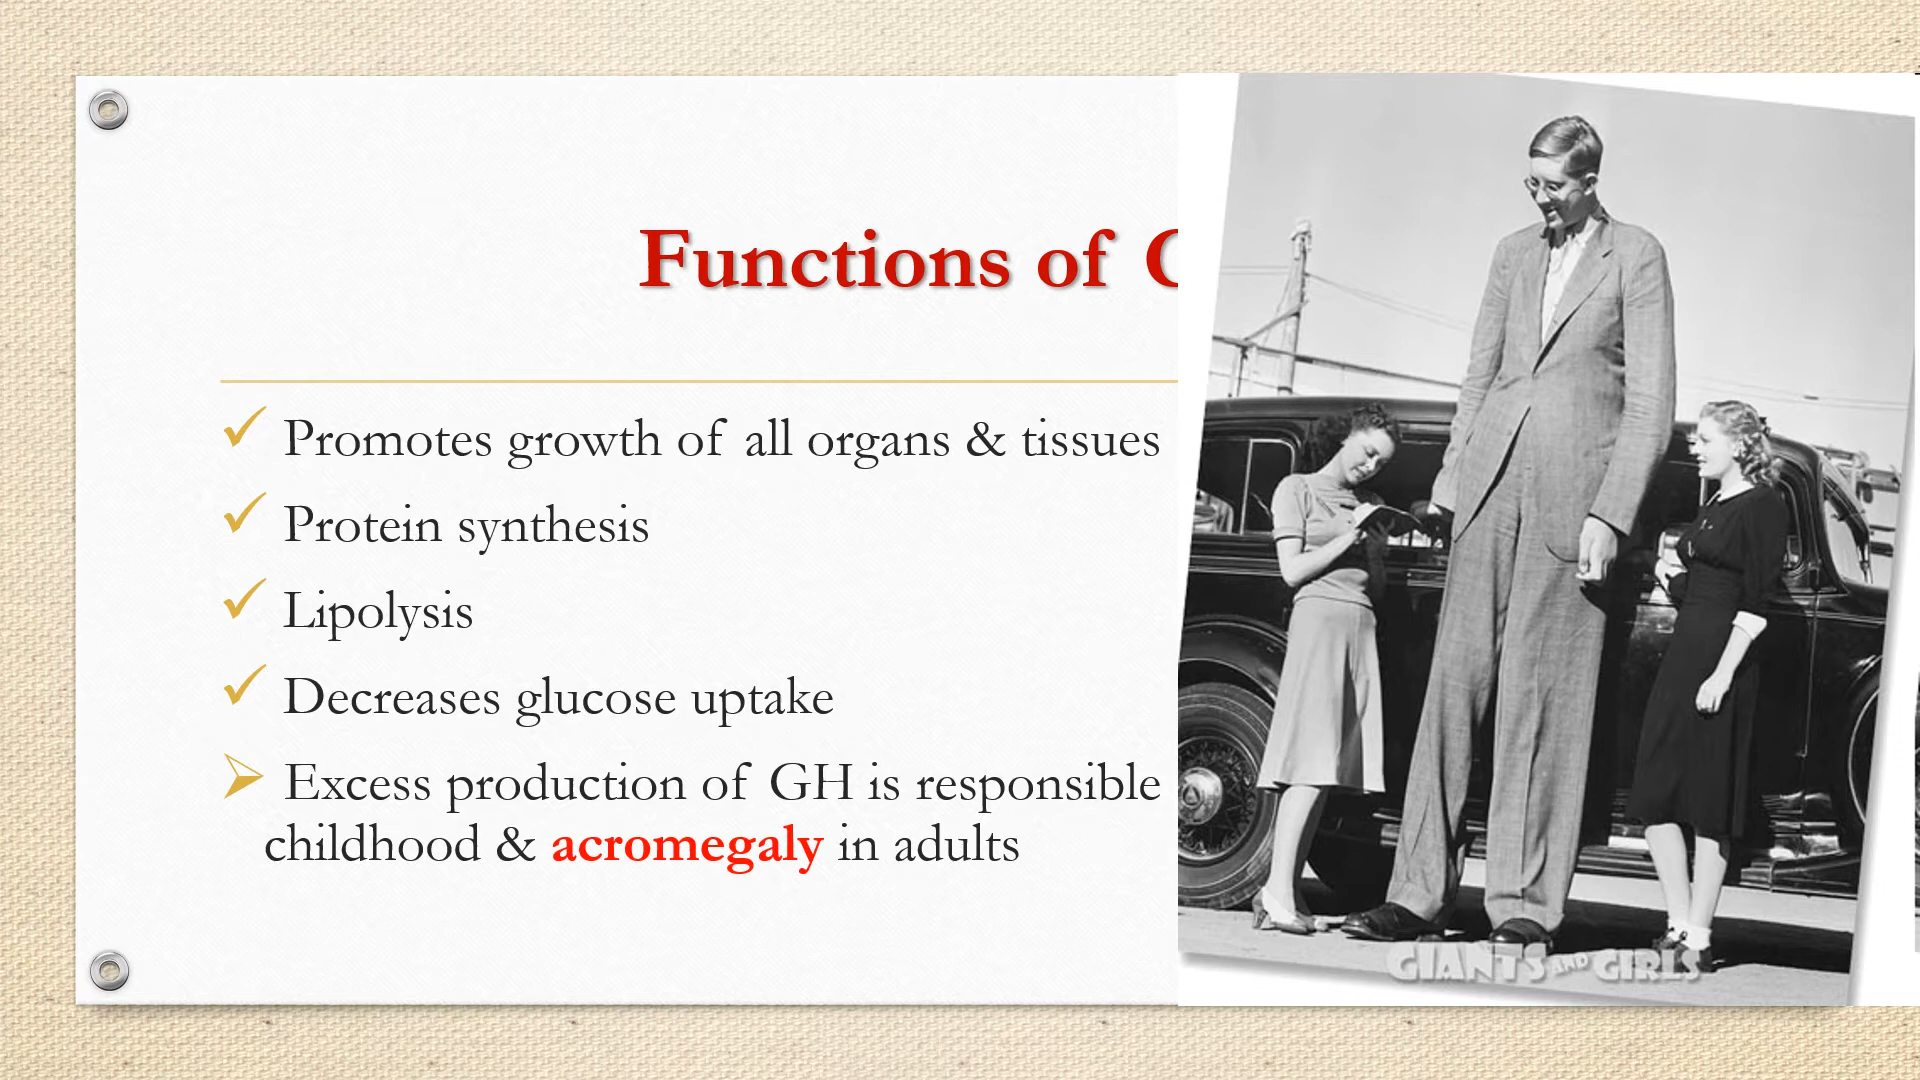 Functions of
Promotes growth of all organs & tissues
Protein synthesis
Lipolysis
Decreases glucose uptake
Excess production of GH is responsible
childhood & acromegaly in adults
GIANTS AND GIRLS